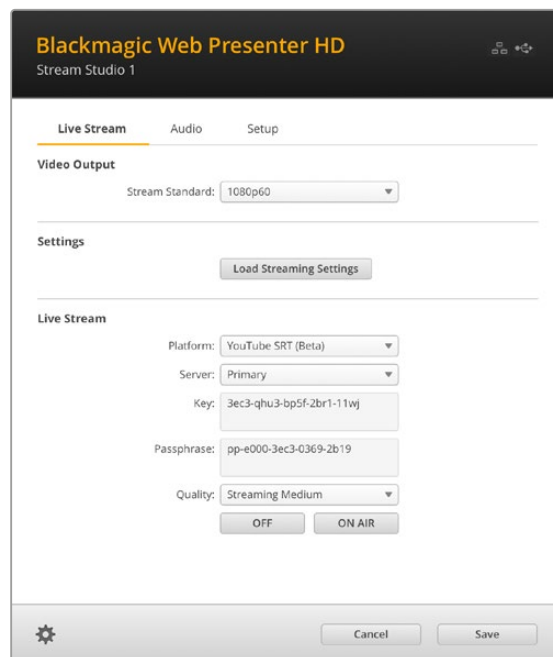 Blackmagic Web Presenter HD
Stream Studio 1
Live Stream Audio Setup
Video Output
Stream Standard: 1080p60
Settings
Load Streaming Settings
Live Stream
Platform: YouTube SRT (Beta)
Server: Primary
Key: 3ec3-qhu3-bp5f-2br1-11wj
Passphrase: pp-e000-3ec3-0369-2b19
Quality: Streaming Medium
OFF ON AIR
Cancel Save